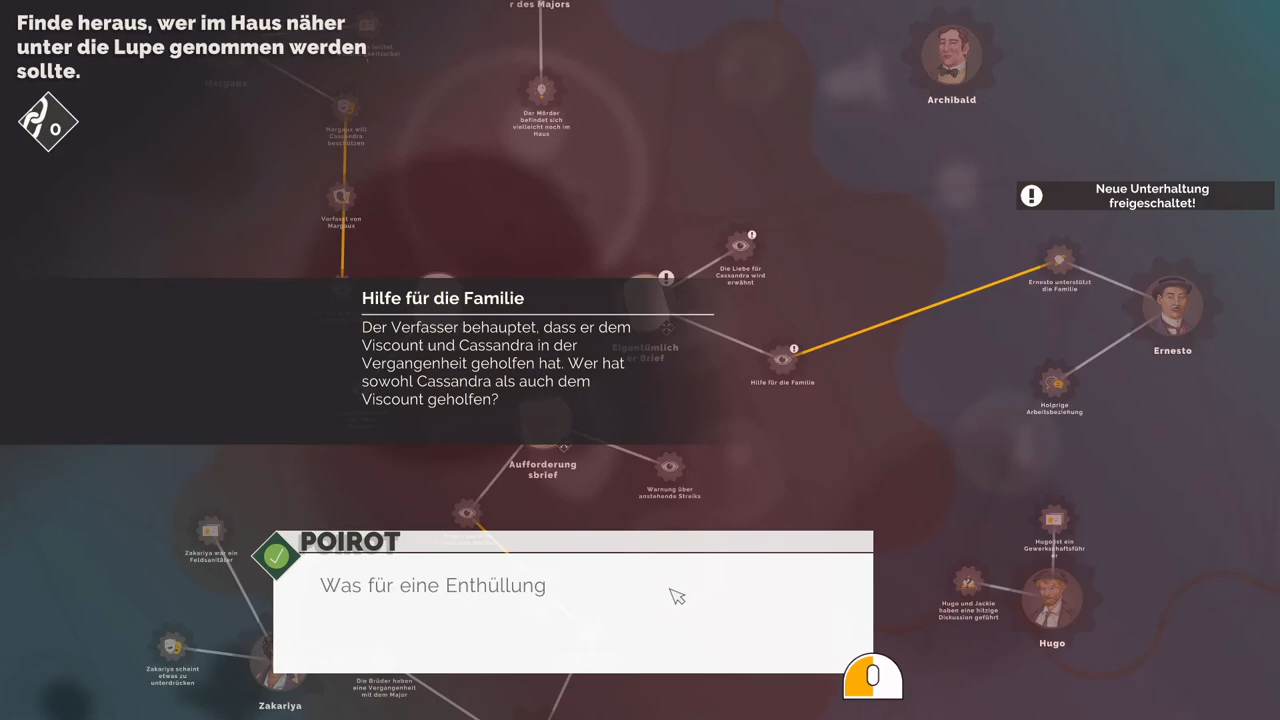 Finde heraus, wer im Haus näher
unter die Lupe genommen werden
sollte.
0
r des Majors
Der Mörder
befindet sich
vielleicht noch im
Haus
Archibald
Neue Unterhaltung
freigeschaltet!
Margaux
Margaux will
Cassandra
beschützen
Verfasst von
Margaux
Die Liebe für
Cassandra wird
erwähnt
Ernesto unterstützt
die Familie
Ernesto
Hilfe für die Familie
Der Verfasser behauptet, dass er dem
Viscount und Cassandra in der
Vergangenheit geholfen hat. Wer hat
sowohl Cassandra als auch dem
Viscount geholfen?
Eigentümlich
er Brief
Hilfe für die Familie
Holprige
Arbeitsbeziehung
Aufforderung
sbrief
Warnung über
anstehende Streiks
POIROT
Was für eine Enthüllung
Zakariya war ein
Feldsanitäter
Zakariya scheint
etwas zu
unterdrücken
Zakariya
Die Brüder haben
eine Vergangenheit
mit dem Major
Hugo ist ein
Gewerkschaftsführ
er
Hugo und Jackie
haben eine hitzige
Diskussion geführt
Hugo